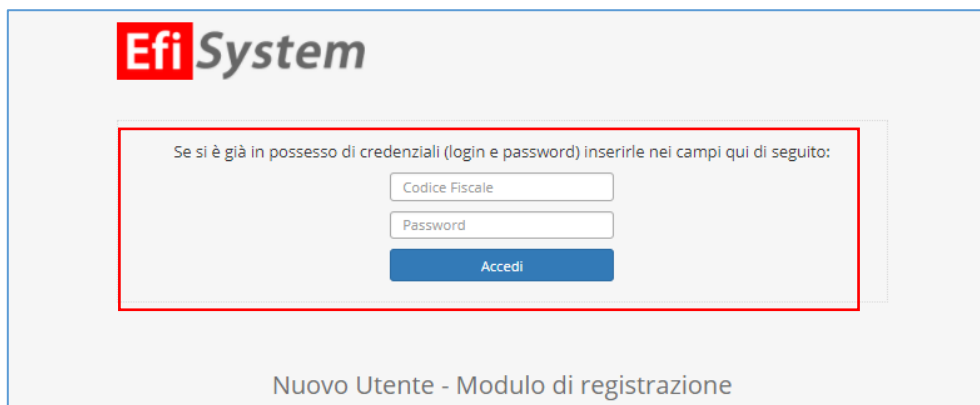 Efi System
Se si è già in possesso di credenziali (login e password) inserirle nei campi qui di seguito:
Codice Fiscale
Password
Accedi
Nuovo Utente - Modulo di registrazione